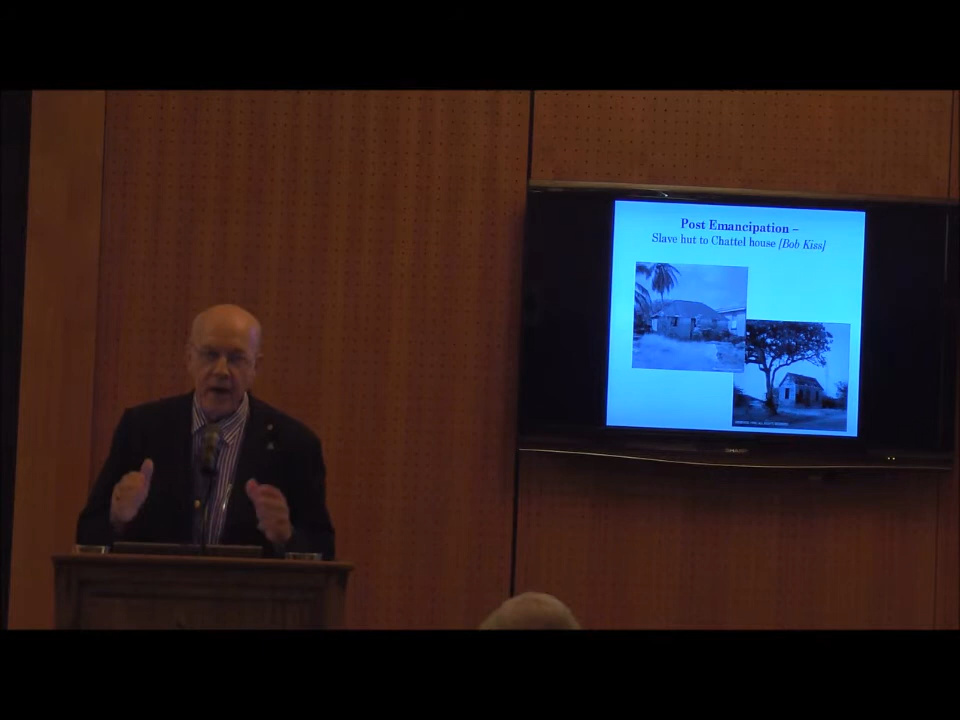 Post Emancipation –
Slave hut to Chattel house [Bob Kiss]